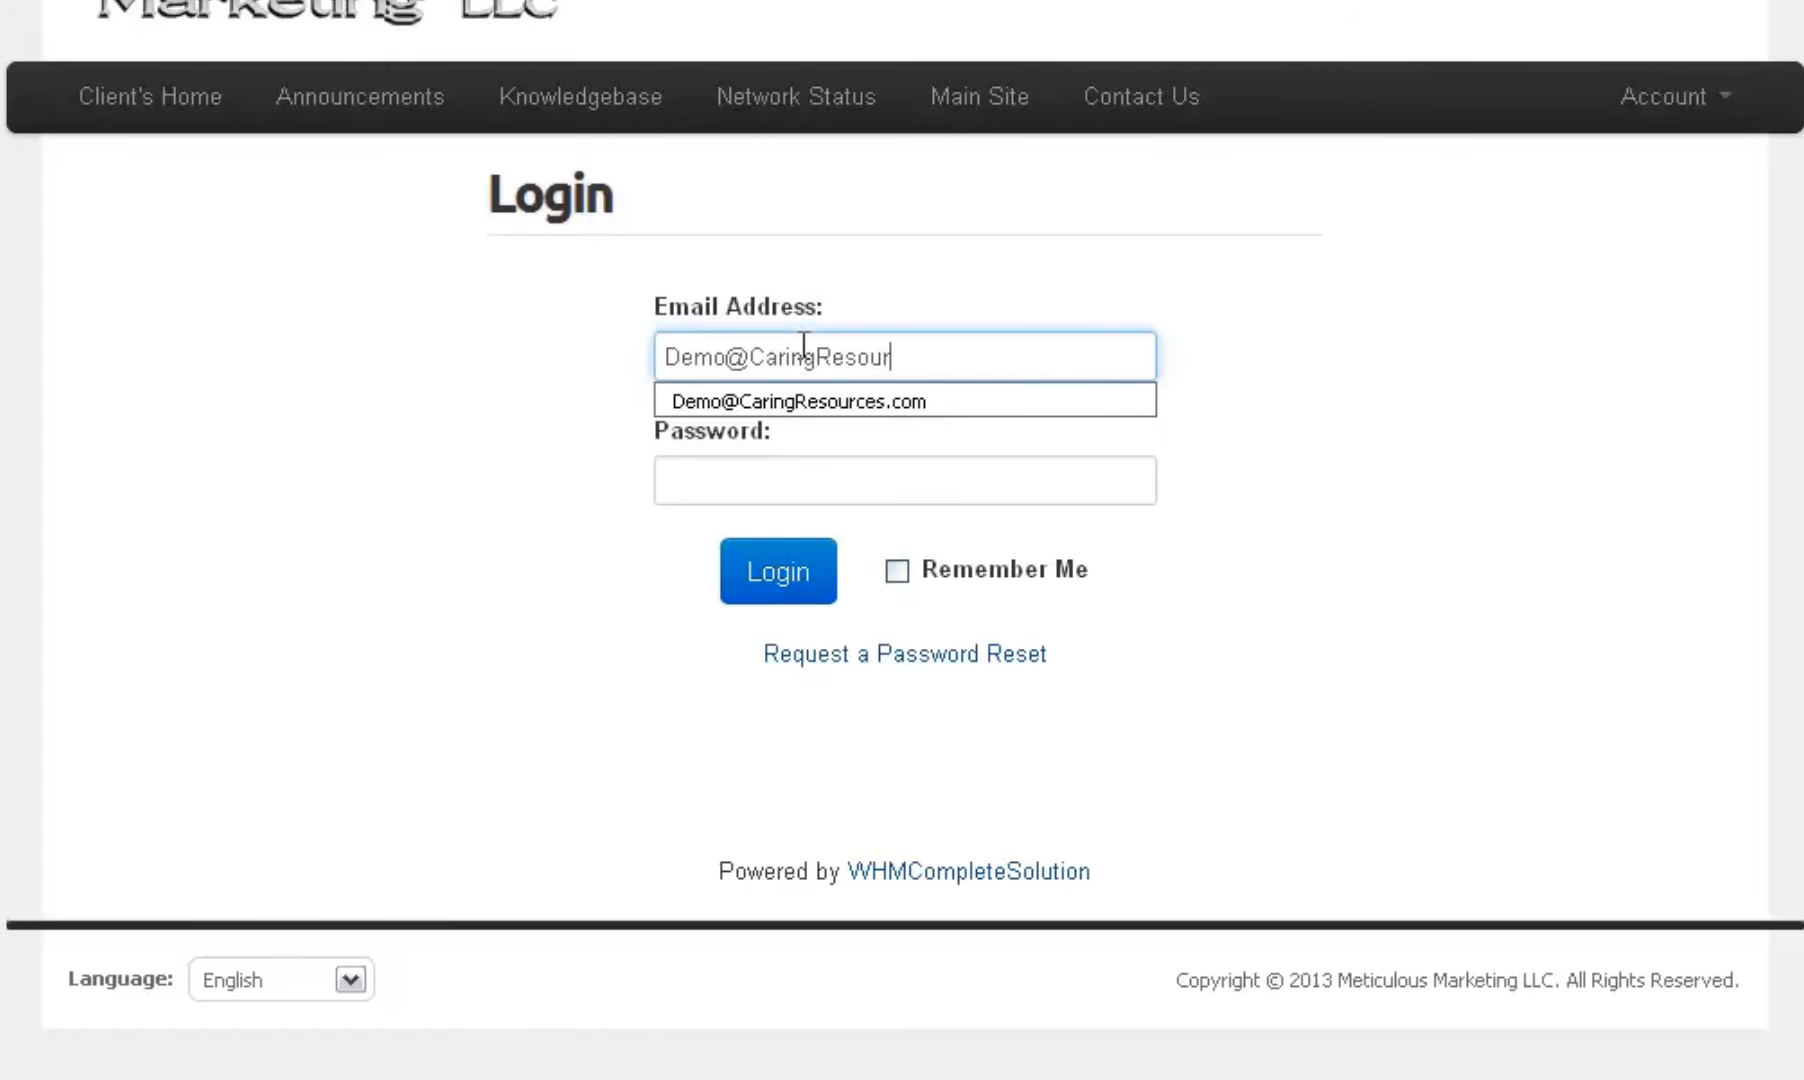 Marketing LLC
Client's Home Announcements Knowledgebase Network Status Main Site Contact Us Account
Login
Email Address:
Demo@CaringResour
Demo@CaringResources.com
Password:
Login Remember Me
Request a Password Reset
Powered by WHMCompleteSolution
Language: English Copyright © 2013 Meticulous Marketing LLC. All Rights Reserved.